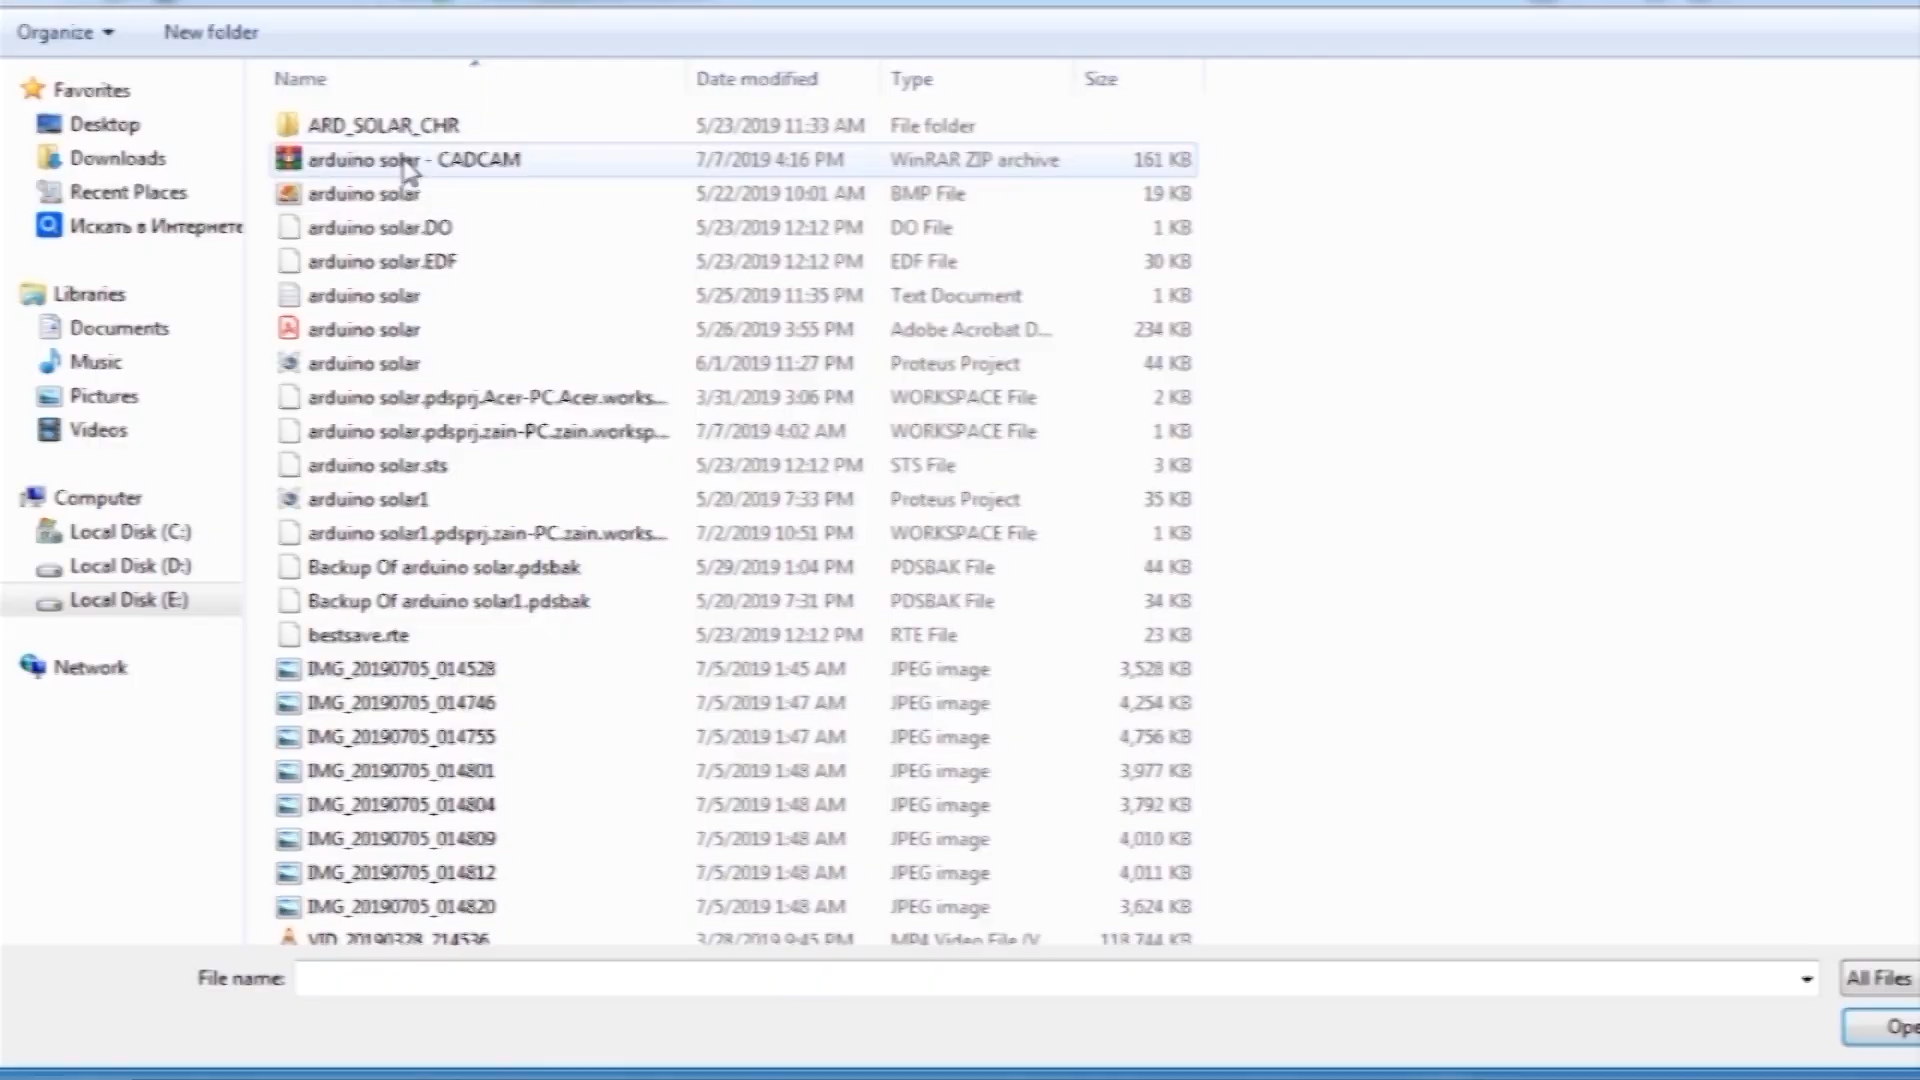 Organize New folder
Name Date modified Type Size
Favorites
Desktop
Downloads
Recent Places
Искать в Интернете
Libraries
Documents
Music
Pictures
Videos
Computer
Local Disk (C:)
Local Disk (D:)
Local Disk (E:)
Network
ARD_SOLAR_CHR 5/23/2019 11:33 AM File folder
arduino solar - CADCAM 7/7/2019 4:16 PM WinRAR ZIP archive 161 KB
arduino solar 5/22/2019 10:01 AM BMP File 19 KB
arduino solar.DO 5/23/2019 12:12 PM DO File 1 KB
arduino solar.EDF 5/23/2019 12:12 PM EDF File 30 KB
arduino solar 5/25/2019 11:35 PM Text Document 1 KB
arduino solar 5/26/2019 3:55 PM Adobe Acrobat D... 234 KB
arduino solar 6/1/2019 11:27 PM Proteus Project 44 KB
arduino solar.pdsprj.Acer-PC.Acer.works... 3/31/2019 3:06 PM WORKSPACE File 2 KB
arduino solar.pdsprj.zain-PC.zain.worksp... 7/7/2019 4:02 AM WORKSPACE File 1 KB
arduino solar.sts 5/23/2019 12:12 PM STS File 3 KB
arduino solar1 5/20/2019 7:33 PM Proteus Project 35 KB
arduino solar1.pdsprj.zain-PC.zain.works... 7/2/2019 10:51 PM WORKSPACE File 1 KB
Backup Of arduino solar.pdsbak 5/29/2019 1:04 PM PDSBAK File 44 KB
Backup Of arduino solar1.pdsbak 5/20/2019 7:31 PM PDSBAK File 34 KB
bestsave.rte 5/23/2019 12:12 PM RTE File 23 KB
IMG_20190705_014528 7/5/2019 1:45 AM JPEG image 3,528 KB
IMG_20190705_014746 7/5/2019 1:47 AM JPEG image 4,254 KB
IMG_20190705_014755 7/5/2019 1:47 AM JPEG image 4,756 KB
IMG_20190705_014801 7/5/2019 1:48 AM JPEG image 3,977 KB
IMG_20190705_014804 7/5/2019 1:48 AM JPEG image 3,792 KB
IMG_20190705_014809 7/5/2019 1:48 AM JPEG image 4,010 KB
IMG_20190705_014812 7/5/2019 1:48 AM JPEG image 4,011 KB
IMG_20190705_014820 7/5/2019 1:48 AM JPEG image 3,624 KB
VID_20190328_214536 3/28/2019 9:45 PM MP4 Video File (V 118,744 KB
File name: All Files
Ope